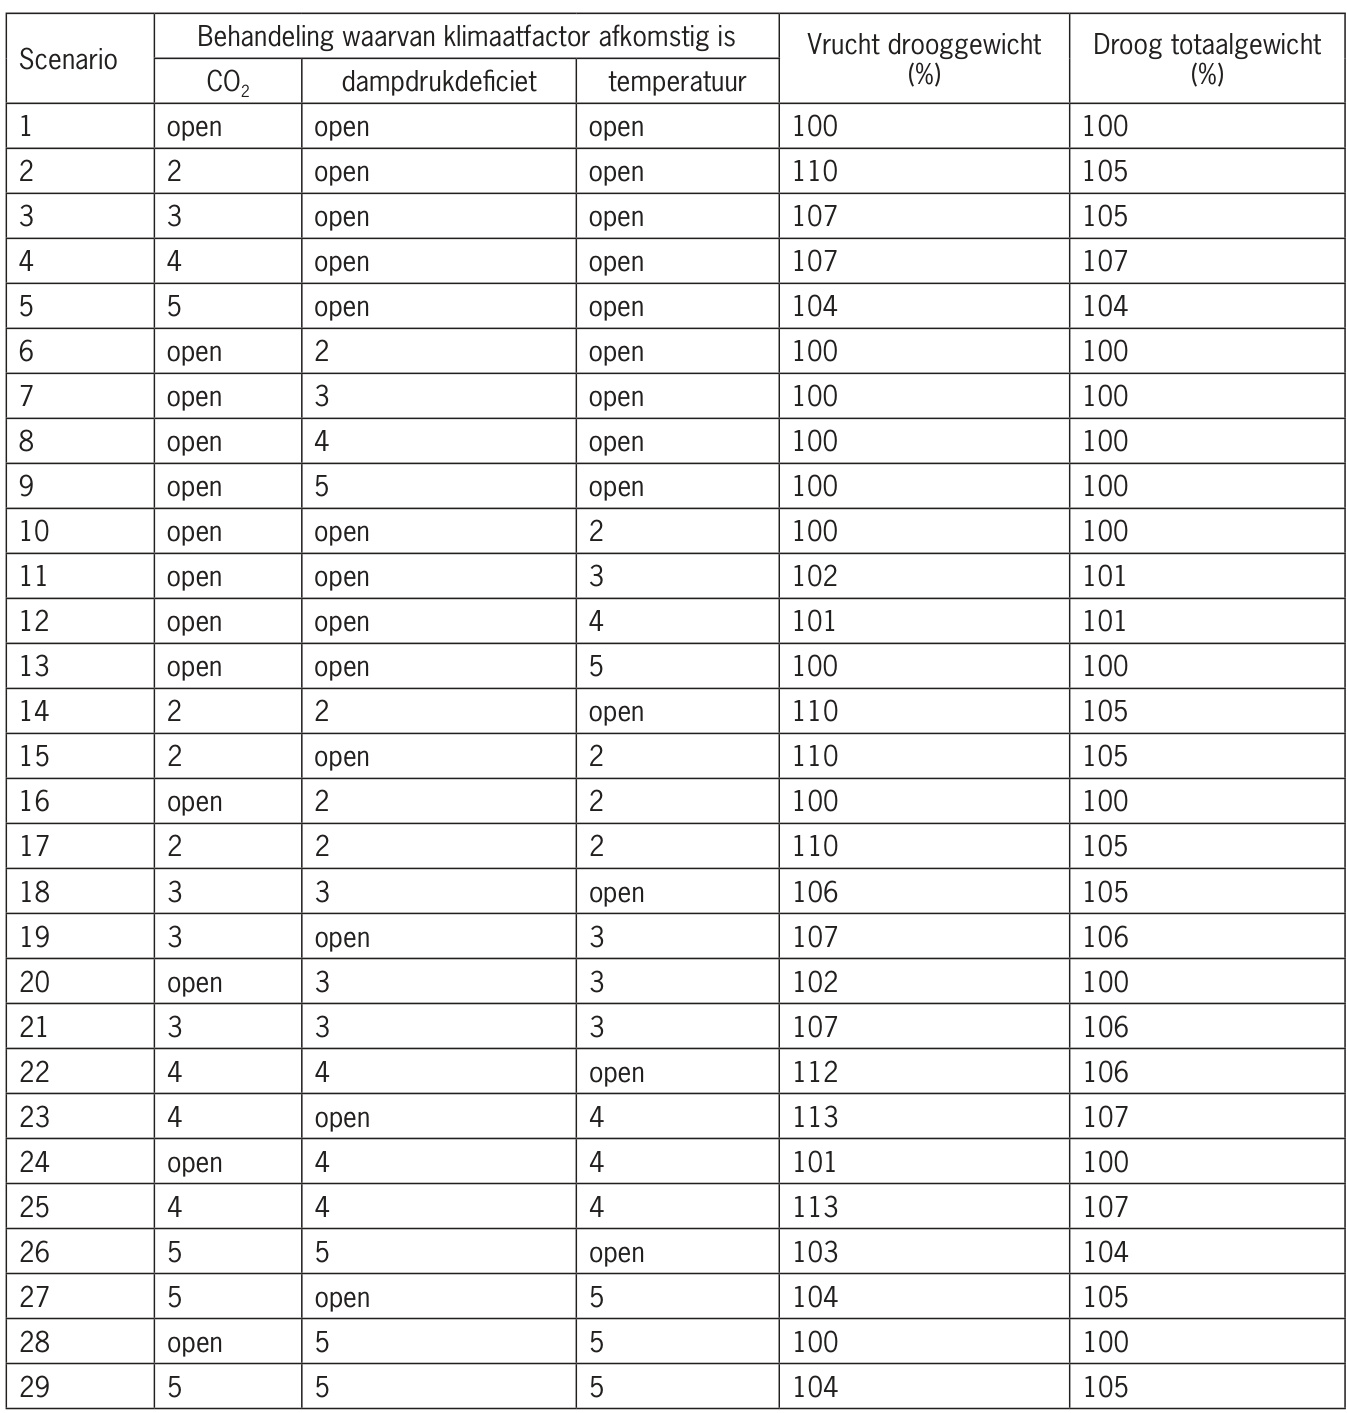 Scenario Behandeling waarvan klimaatfactor afkomstig is Vrucht drooggewicht (%) Droog totaalgewicht (%)
CO2 dampdrukdeficiet temperatuur
1 open open open 100 100
2 2 open open 110 105
3 3 open open 107 105
4 4 open open 107 107
5 5 open open 104 104
6 open 2 open 100 100
7 open 3 open 100 100
8 open 4 open 100 100
9 open 5 open 100 100
10 open open 2 100 100
11 open open 3 102 101
12 open open 4 101 101
13 open open 5 100 100
14 2 2 open 110 105
15 2 open 2 110 105
16 open 2 2 100 100
17 2 2 2 110 105
18 3 3 open 106 105
19 3 open 3 107 106
20 open 3 3 102 100
21 3 3 3 107 106
22 4 4 open 112 106
23 4 open 4 113 107
24 open 4 4 101 100
25 4 4 4 113 107
26 5 5 open 103 104
27 5 open 5 104 105
28 open 5 5 100 100
29 5 5 5 104 105